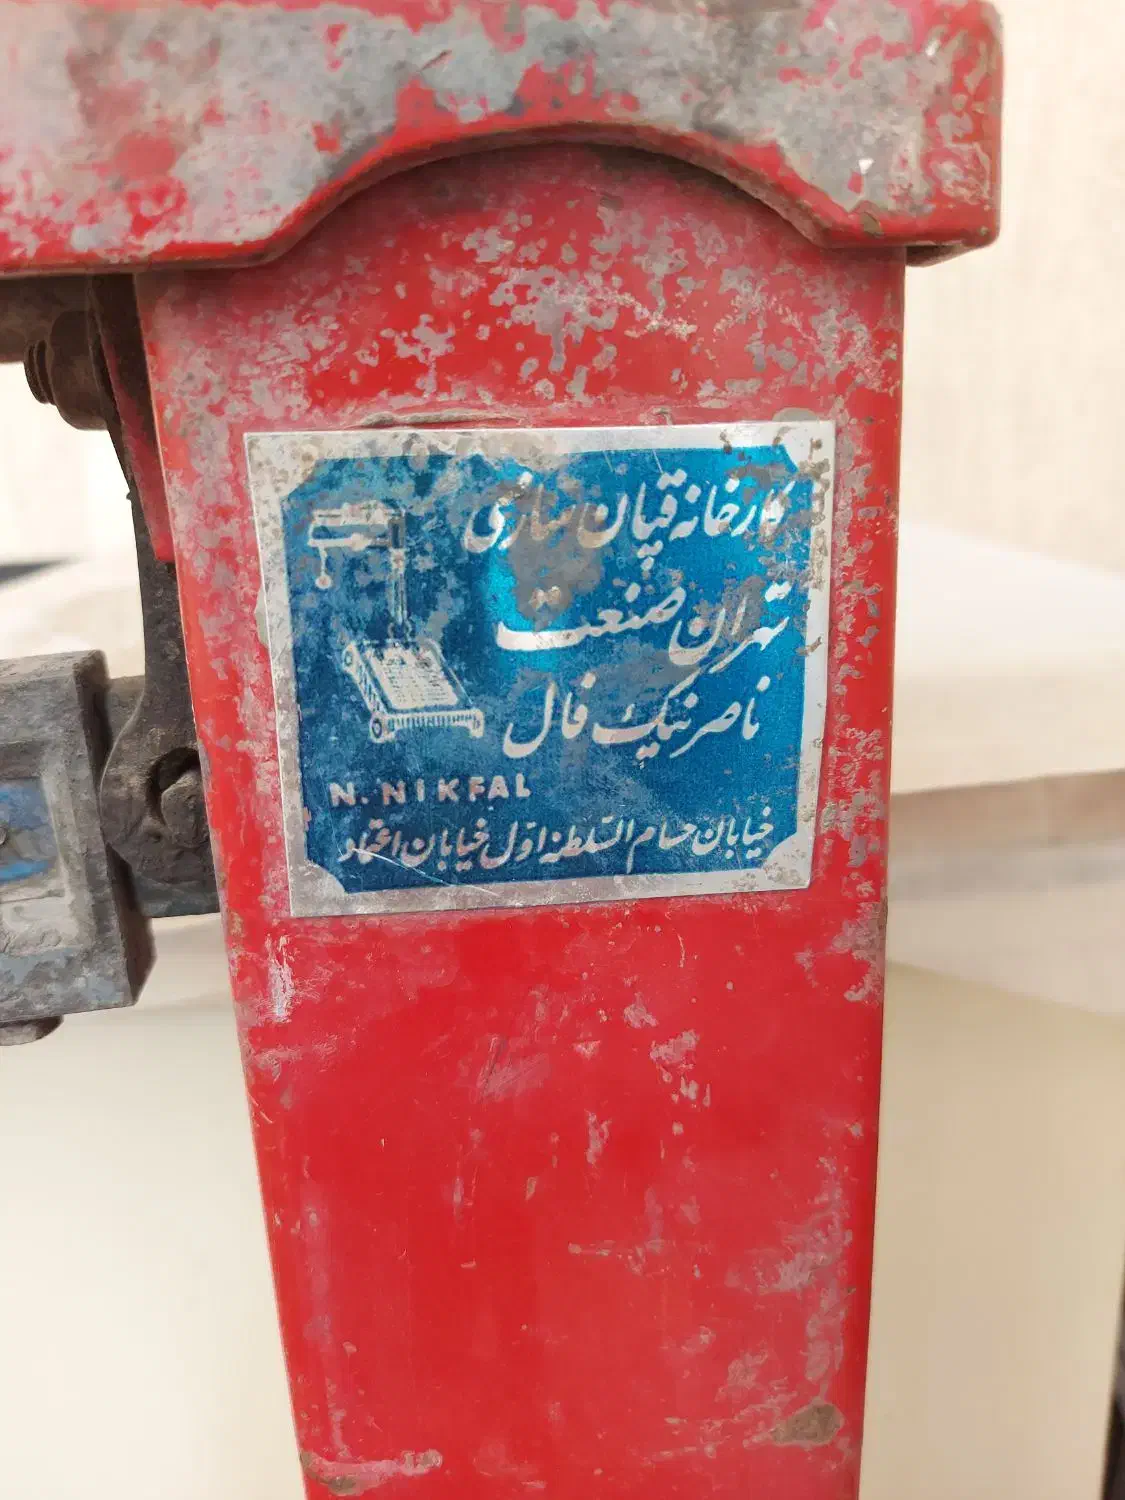 کارخانه قپان سازی
تهران صنعت
ناصر نیک فال
N. NIKFAL
خیابان حسام السلطنه اول خیابان اعتماد